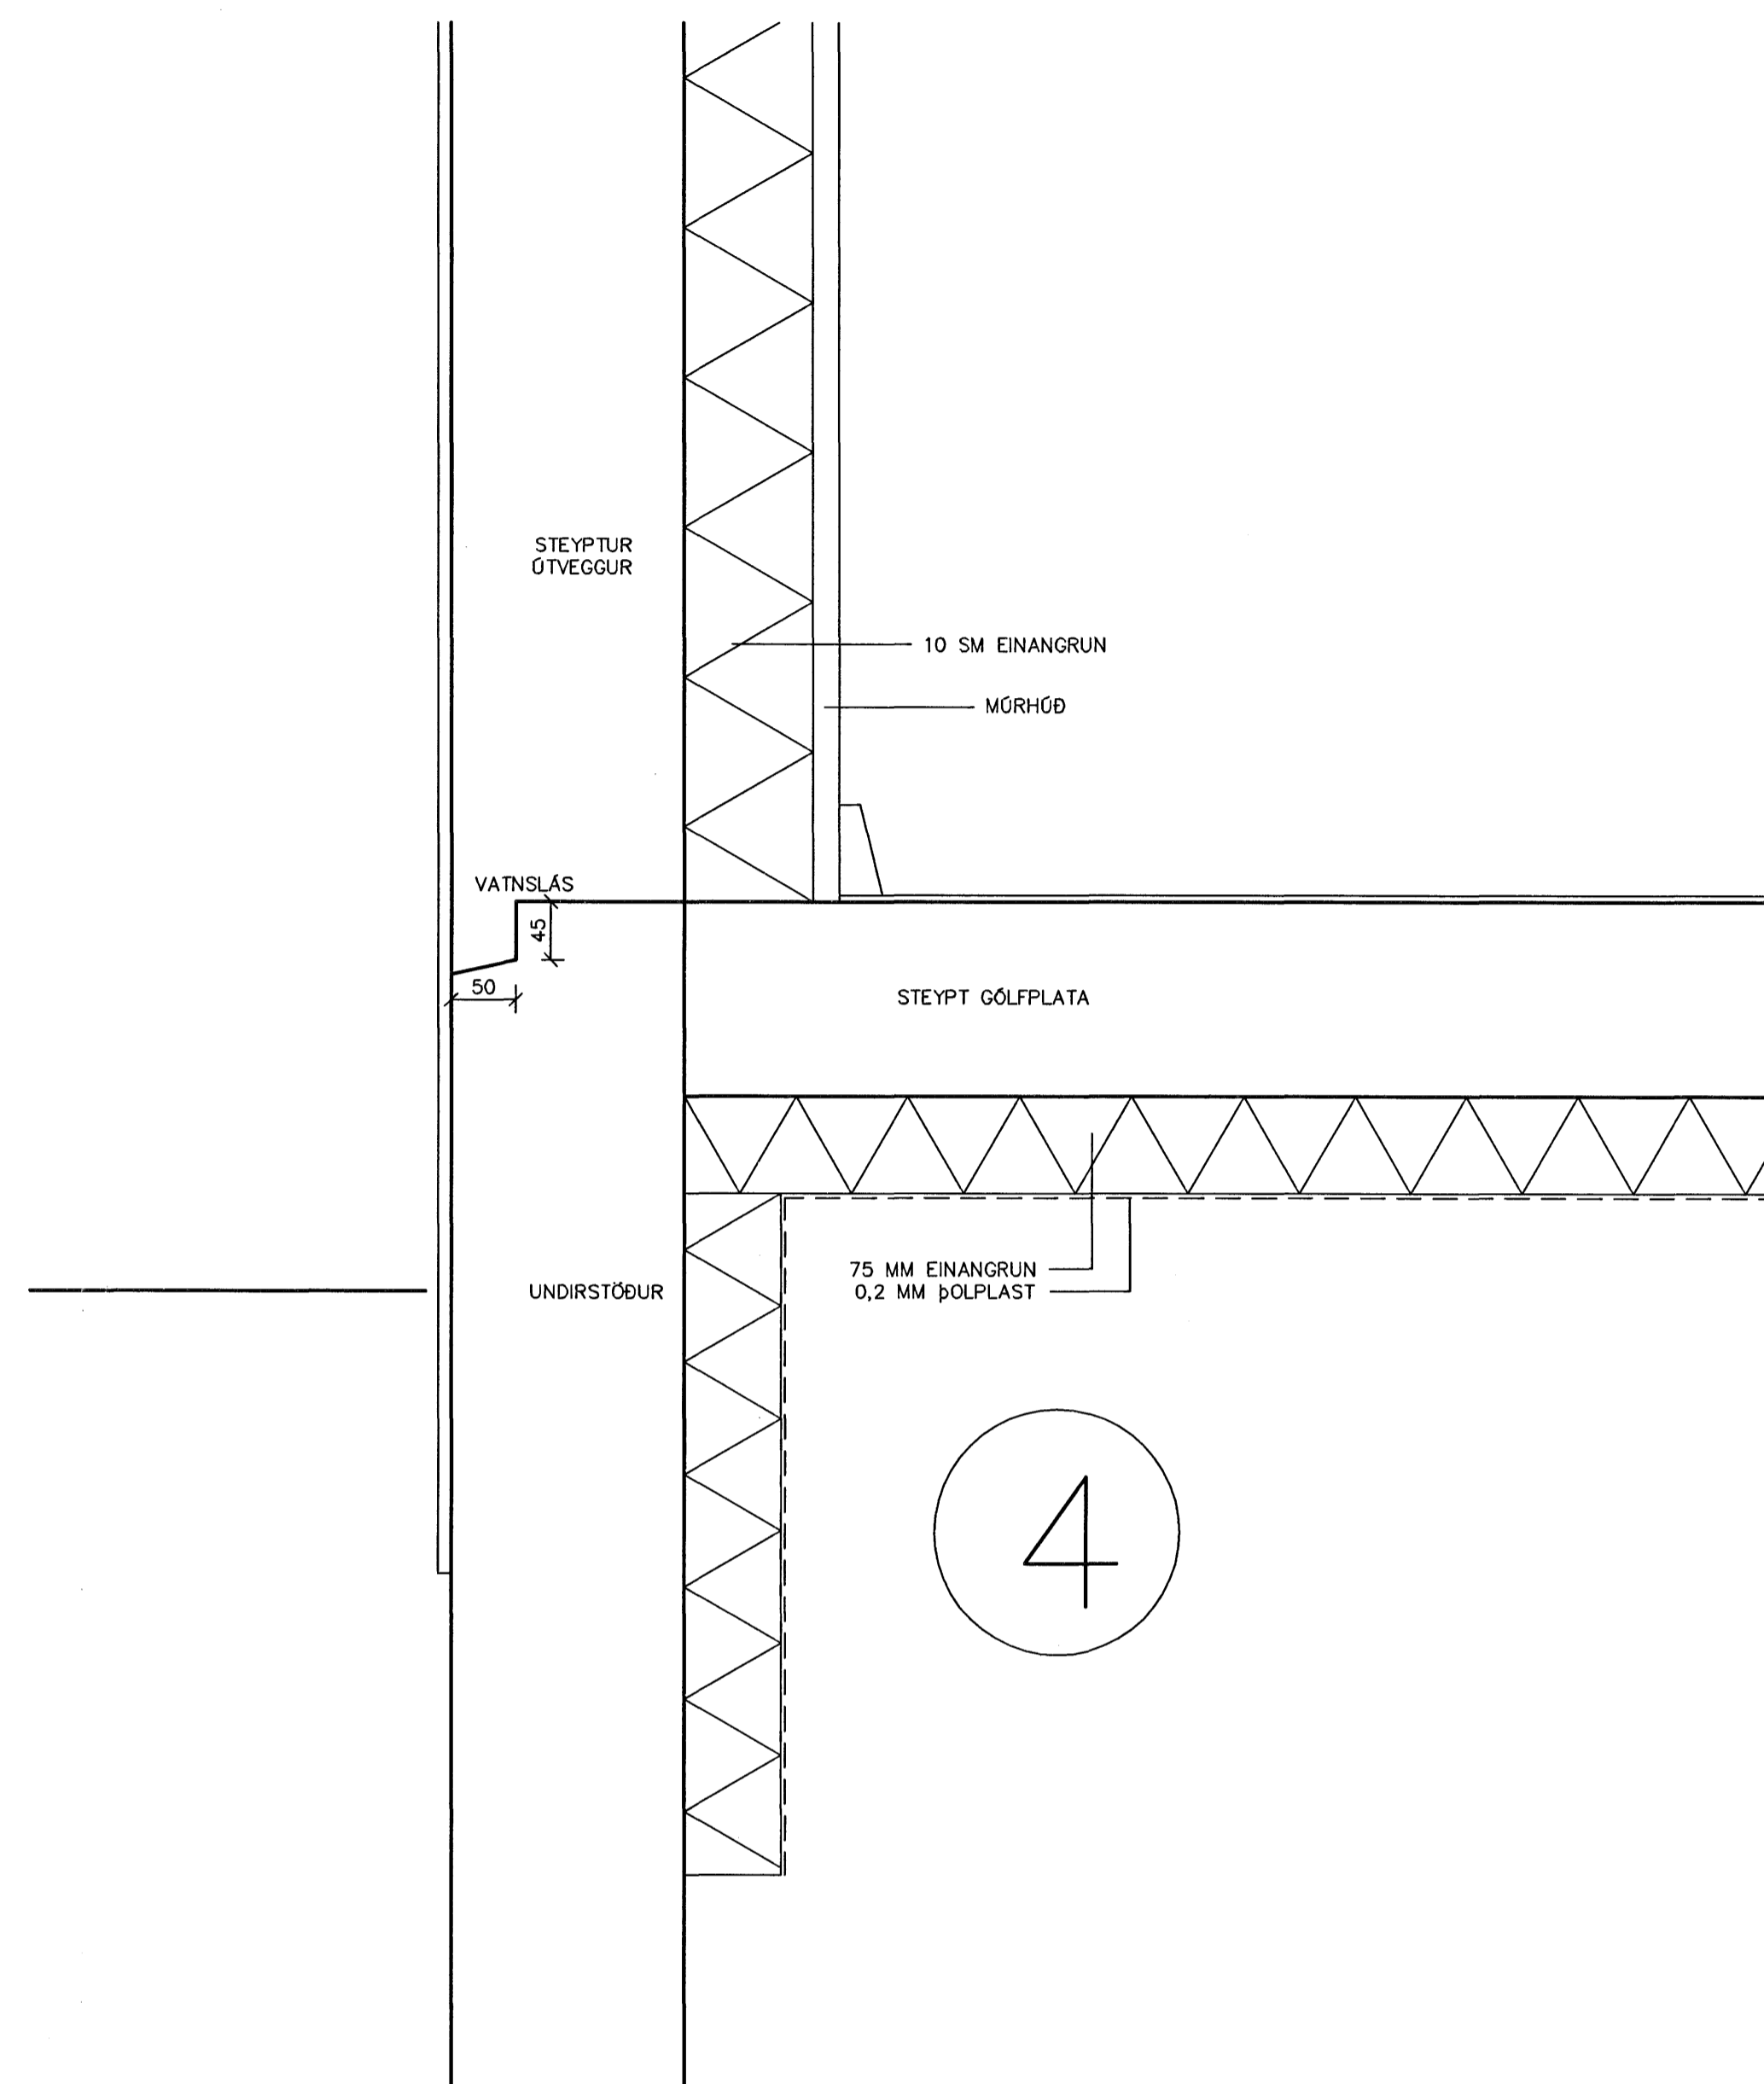 STEYPTUR
ÚTVEGGUR
10 SM EINANGRUN
MÚRHÚÐ
VATNSLÁS
45
50
STEYPT GÓLFPLATA
75 MM EINANGRUN
0,2 MM ÞOLPLAST
UNDIRSTÖÐUR
4